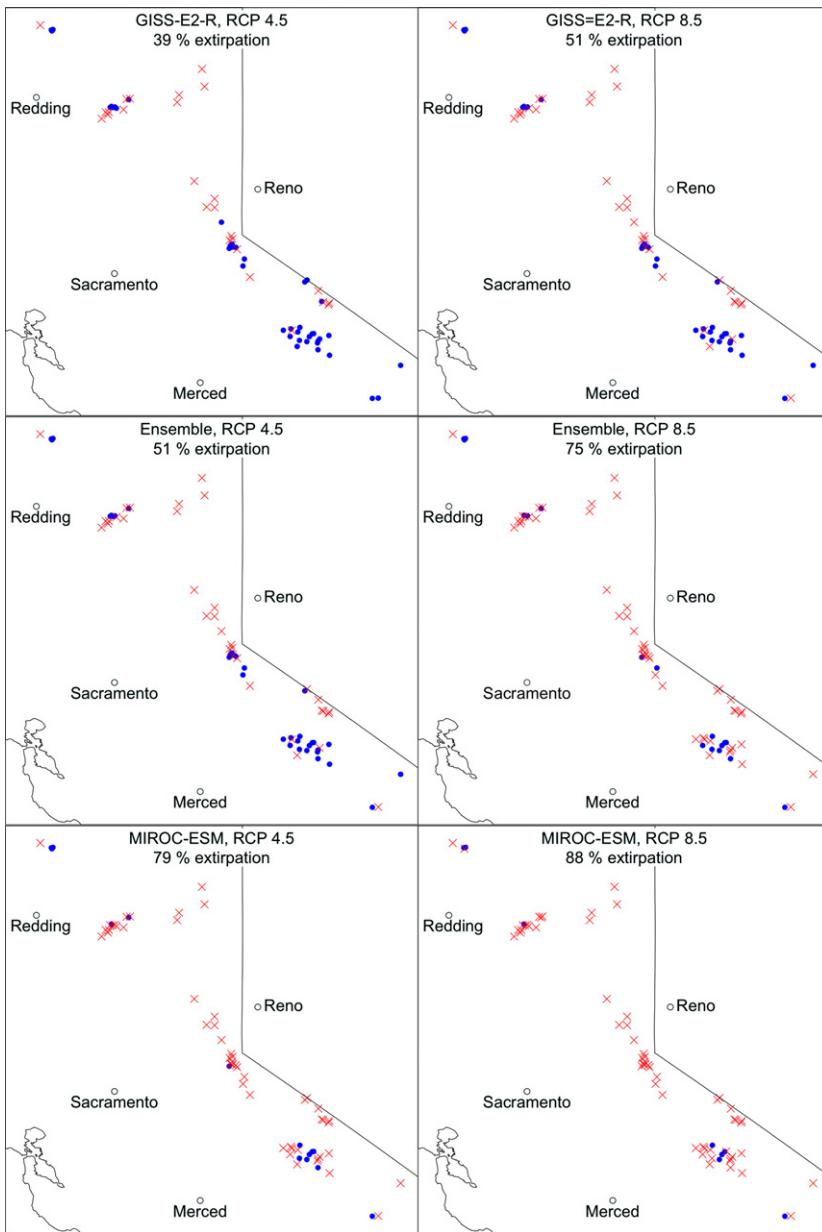 GISS-E2-R, RCP 4.5
39 % extirpation
Redding
Reno
Sacramento
Merced
GISS=E2-R, RCP 8.5
51 % extirpation
Redding
Reno
Sacramento
Merced
Ensemble, RCP 4.5
51 % extirpation
Redding
Reno
Sacramento
Merced
Ensemble, RCP 8.5
75 % extirpation
Redding
Reno
Sacramento
Merced
MIROC-ESM, RCP 4.5
79 % extirpation
Redding
Reno
Sacramento
Merced
MIROC-ESM, RCP 8.5
88 % extirpation
Redding
Reno
Sacramento
Merced